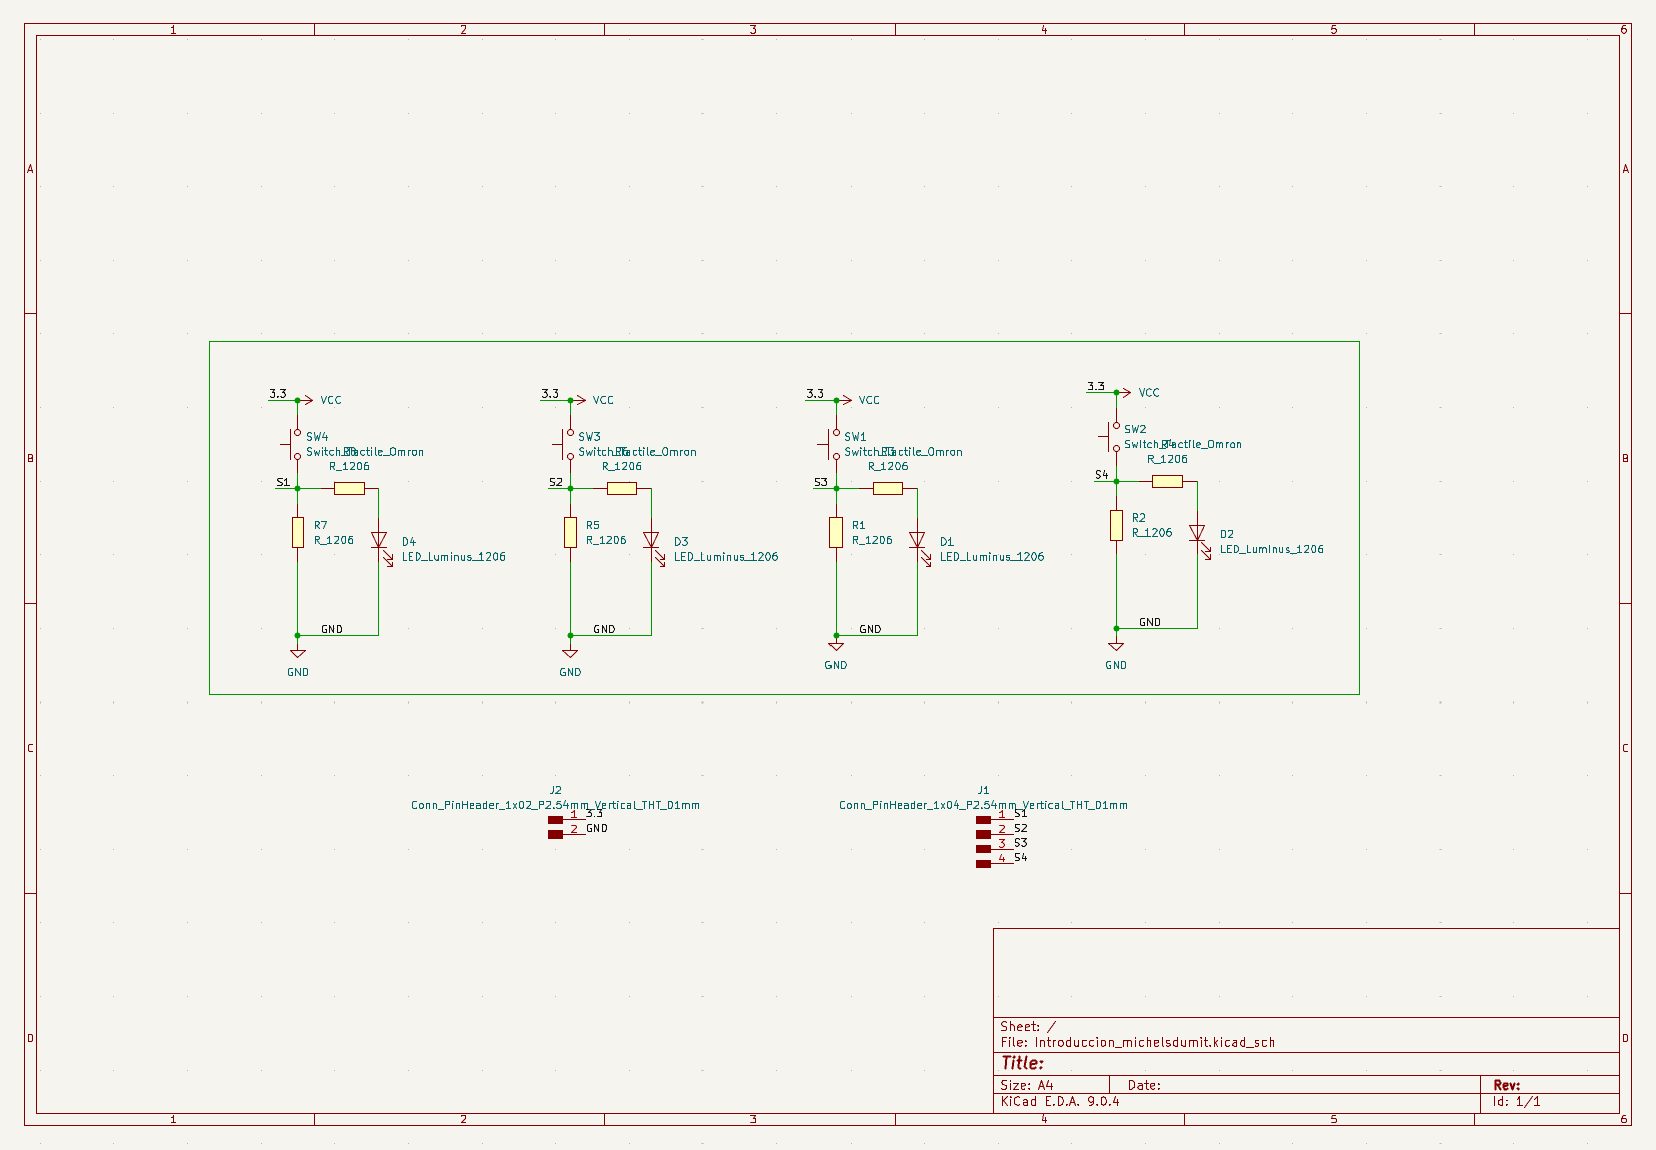 1 2 3 4 5 6
A A
3.3 VCC
3.3 VCC
3.3 VCC
3.3 VCC
SW4
Switch_Tactile_Omron
R_1206
SW3
Switch_Tactile_Omron
R_1206
SW1
Switch_Tactile_Omron
R_1206
SW2
Switch_Tactile_Omron
R_1206
B B
S1
S2
S3
S4
R7
R_1206
D4
LED_Luminus_1206
R5
R_1206
D3
LED_Luminus_1206
R1
R_1206
D1
LED_Luminus_1206
R2
R_1206
D2
LED_Luminus_1206
GND
GND
GND
GND
GND
GND
GND
GND
C C
J2
Conn_PinHeader_1x02_P2.54mm_Vertical_THT_D1mm
1 3.3
2 GND
J1
Conn_PinHeader_1x04_P2.54mm_Vertical_THT_D1mm
1 S1
2 S2
3 S3
4 S4
D D
Sheet: /
File: Introduccion_michelsdumit.kicad_sch
Title:
Size: A4 Date: Rev:
KiCad E.D.A. 9.0.4 Id: 1/1
1 2 3 4 5 6